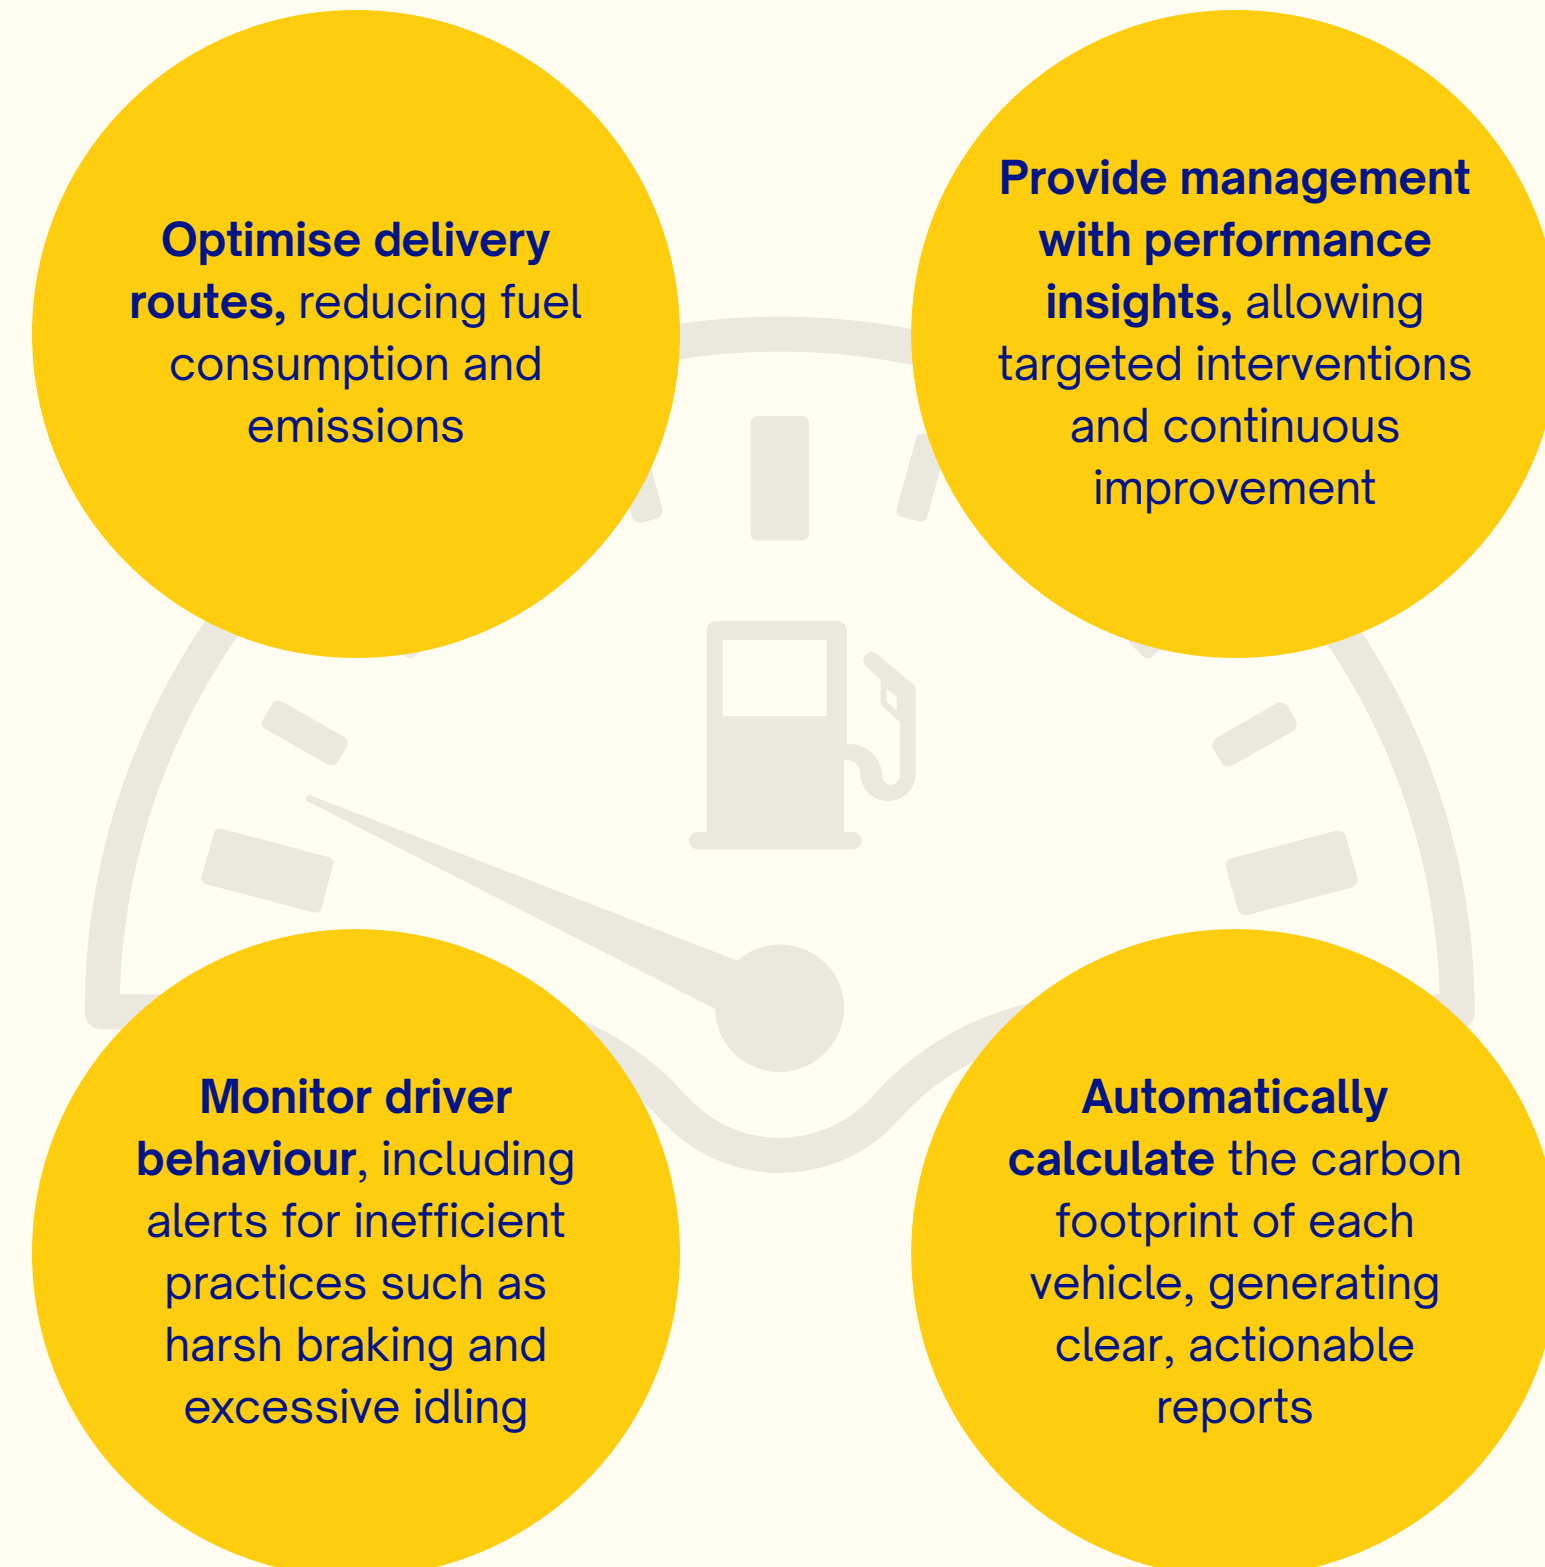 Optimise delivery
routes, reducing fuel
consumption and
emissions
Provide management
with performance
insights, allowing
targeted interventions
and continuous
improvement
Monitor driver
behaviour, including
alerts for inefficient
practices such as
harsh braking and
excessive idling
Automatically
calculate the carbon
footprint of each
vehicle, generating
clear, actionable
reports